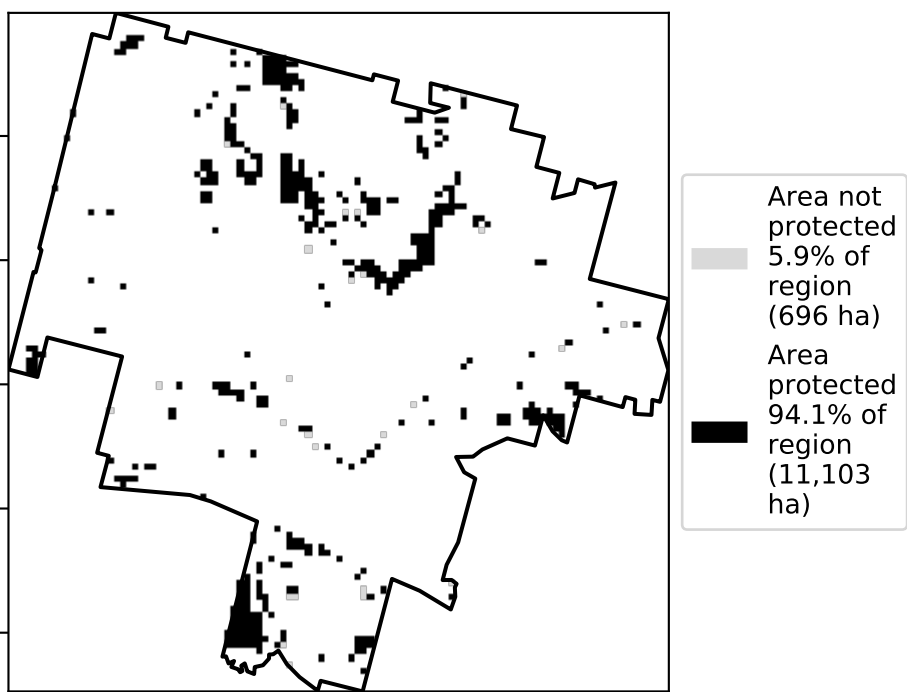 Area not
protected
5.9% of
region
(696 ha)
Area
protected
94.1% of
region
(11,103
ha)